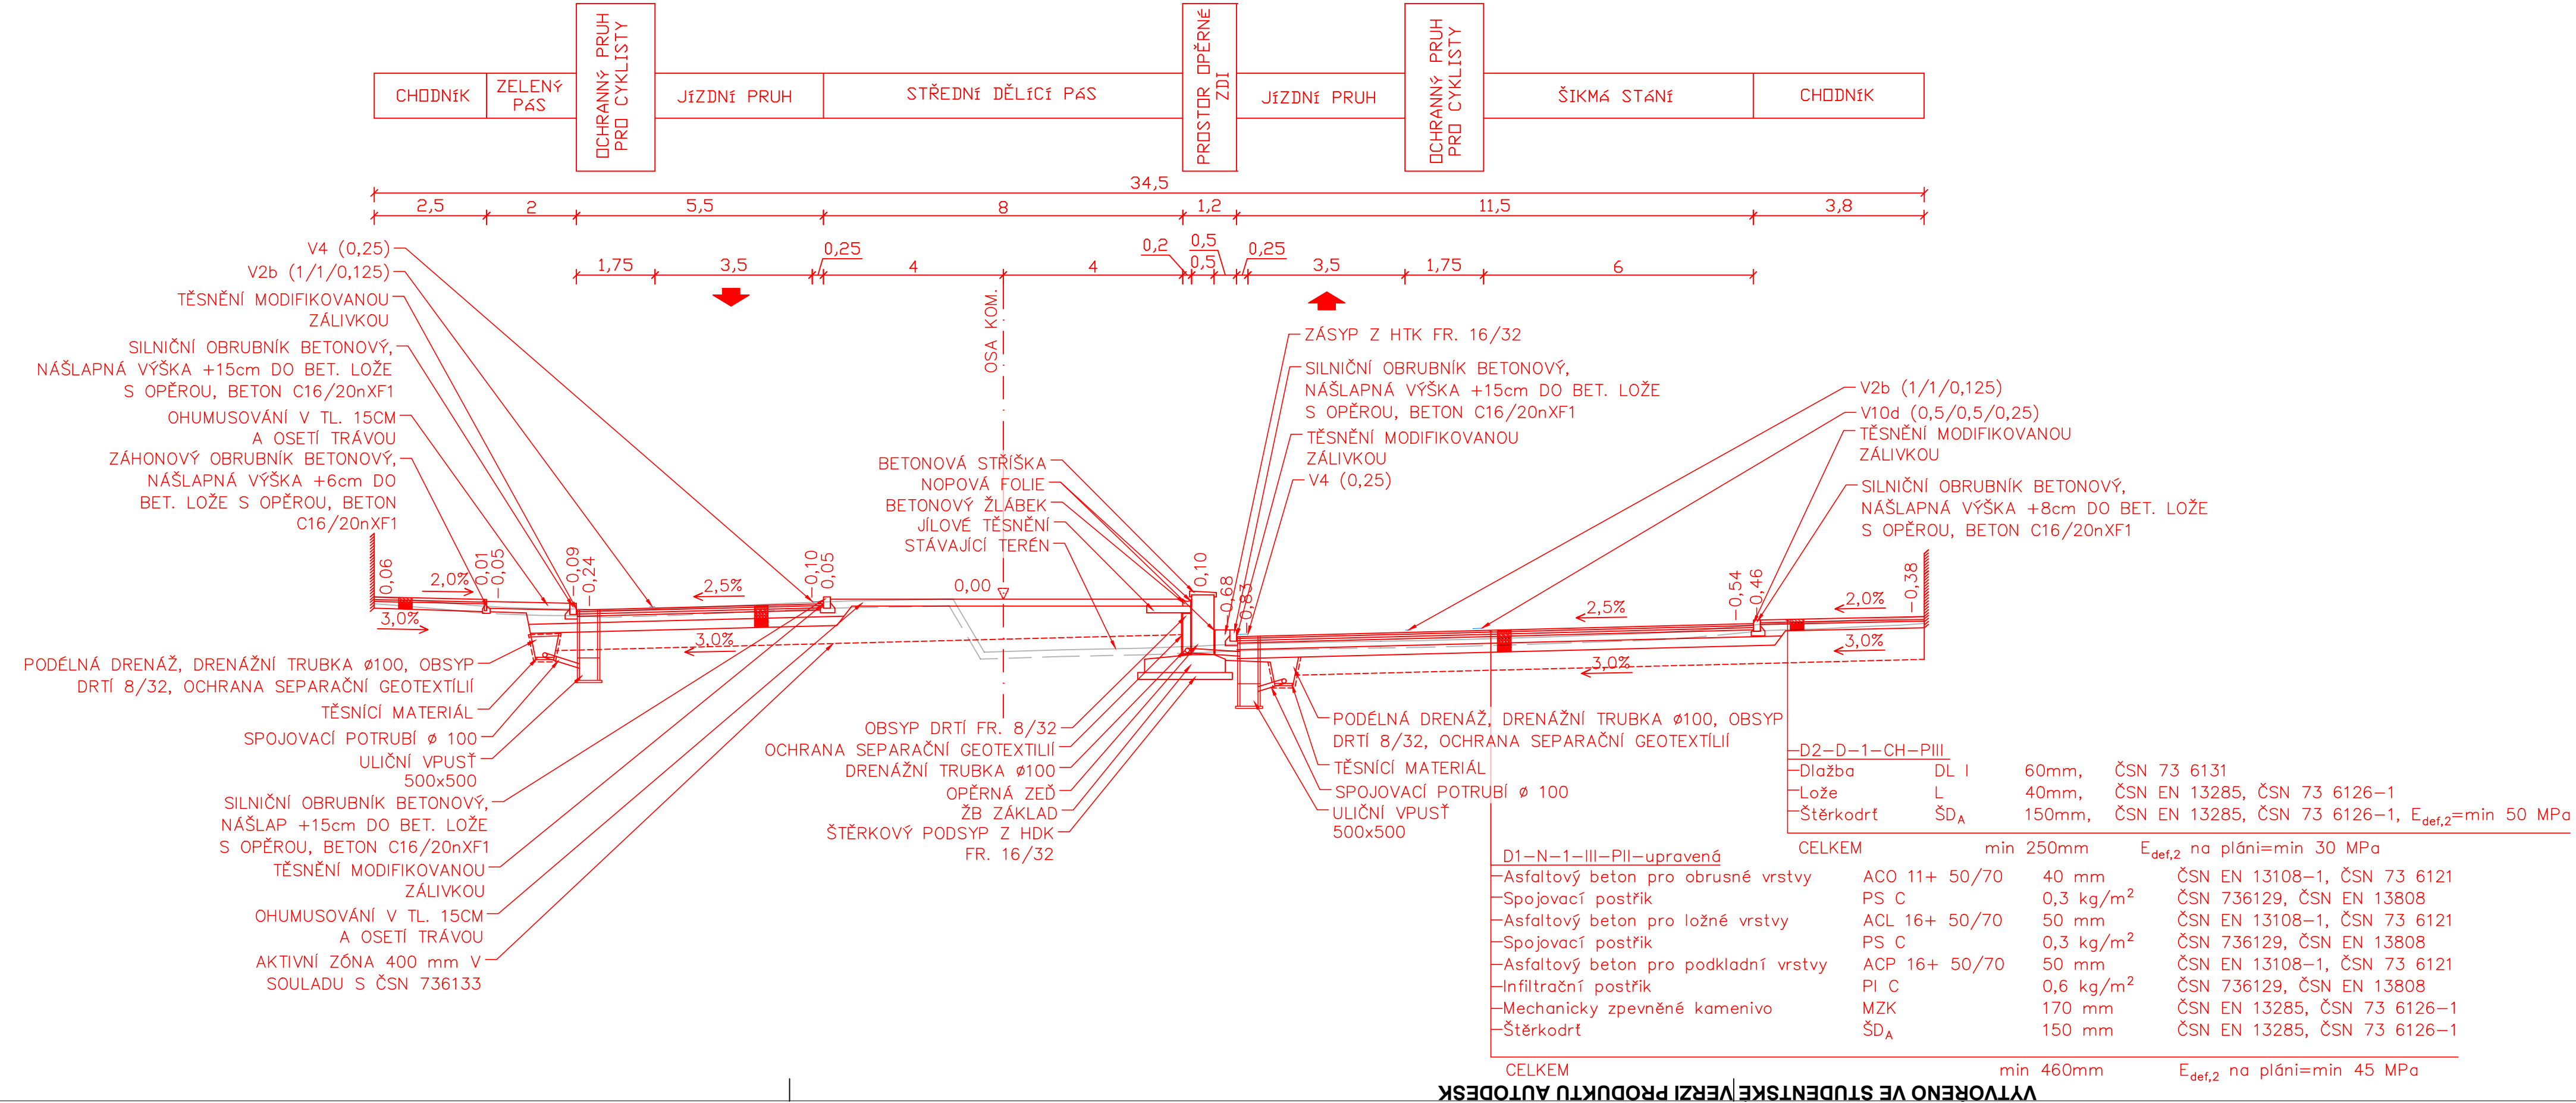 CHODNÍK
ZELENÝ
PÁS
OCHRANNÝ PRUH
PRO CYKLISTY
JÍZDNÍ PRUH
STŘEDNÍ DĚLÍCÍ PÁS
PROSTOR OPĚRNÉ
ZDI
JÍZDNÍ PRUH
OCHRANNÝ PRUH
PRO CYKLISTY
ŠIKMÁ STÁNÍ
CHODNÍK
34,5
2,5 2 5,5 8 1,2 11,5 3,8
1,75 3,5 0,25 4 4 0,2 0,5 0,5 0,25 3,5 1,75 6
V4 (0,25)
V2b (1/1/0,125)
TĚSNĚNÍ MODIFIKOVANOU
ZÁLIVKOU
SILNIČNÍ OBRUBNÍK BETONOVÝ,
NÁŠLAPNÁ VÝŠKA +15cm DO BET. LOŽE
S OPĚROU, BETON C16/20nXF1
OHUMUSOVÁNÍ V TL. 15CM
A OSETÍ TRÁVOU
ZÁHONOVÝ OBRUBNÍK BETONOVÝ,
NÁŠLAPNÁ VÝŠKA +6cm DO
BET. LOŽE S OPĚROU, BETON
C16/20nXF1
OSA KOM.
BETONOVÁ STŘÍŠKA
NOPOVÁ FOLIE
BETONOVÝ ŽLÁBEK
JÍLOVÉ TĚSNĚNÍ
STÁVAJÍCÍ TERÉN
ZÁSYP Z HTK FR. 16/32
SILNIČNÍ OBRUBNÍK BETONOVÝ,
NÁŠLAPNÁ VÝŠKA +15cm DO BET. LOŽE
S OPĚROU, BETON C16/20nXF1
TĚSNĚNÍ MODIFIKOVANOU
ZÁLIVKOU
V4 (0,25)
V2b (1/1/0,125)
V10d (0,5/0,5/0,25)
TĚSNĚNÍ MODIFIKOVANOU
ZÁLIVKOU
SILNIČNÍ OBRUBNÍK BETONOVÝ,
NÁŠLAPNÁ VÝŠKA +8cm DO BET. LOŽE
S OPĚROU, BETON C16/20nXF1
0,06
2,0%
3,0%
0,01
-0,05
-0,09
-0,24
2,5%
3,0%
-0,10
0,05
0,00
0,10
-0,68
-0,83
2,5%
3,0%
-0,54
-0,46
2,0%
3,0%
-0,38
PODÉLNÁ DRENÁŽ, DRENÁŽNÍ TRUBKA ø100, OBSYP
DRTÍ 8/32, OCHRANA SEPARAČNÍ GEOTEXTÍLIÍ
TĚSNÍCÍ MATERIÁL
SPOJOVACÍ POTRUBÍ ø 100
ULIČNÍ VPUSŤ
500x500
SILNIČNÍ OBRUBNÍK BETONOVÝ,
NÁŠLAP +15cm DO BET. LOŽE
S OPĚROU, BETON C16/20nXF1
TĚSNĚNÍ MODIFIKOVANOU
ZÁLIVKOU
OHUMUSOVÁNÍ V TL. 15CM
A OSETÍ TRÁVOU
AKTIVNÍ ZÓNA 400 mm V
SOULADU S ČSN 736133
OBSYP DRTÍ FR. 8/32
OCHRANA SEPARAČNÍ GEOTEXTILIÍ
DRENÁŽNÍ TRUBKA ø100
OPĚRNÁ ZEĎ
ŽB ZÁKLAD
ŠTĚRKOVÝ PODSYP Z HDK
FR. 16/32
PODÉLNÁ DRENÁŽ, DRENÁŽNÍ TRUBKA ø100, OBSYP
DRTÍ 8/32, OCHRANA SEPARAČNÍ GEOTEXTÍLIÍ
TĚSNÍCÍ MATERIÁL
SPOJOVACÍ POTRUBÍ ø 100
ULIČNÍ VPUSŤ
500x500
D2-D-1-CH-PIII
Dlažba DL I 60mm, ČSN 73 6131
Lože L 40mm, ČSN EN 13285, ČSN 73 6126-1
Štěrkodrť ŠDA 150mm, ČSN EN 13285, ČSN 73 6126-1, Edef,2=min 50 MPa
CELKEM min 250mm Edef,2 na pláni=min 30 MPa
D1-N-1-III-PII-upravená
Asfaltový beton pro obrusné vrstvy ACO 11+ 50/70 40 mm ČSN EN 13108-1, ČSN 73 6121
Spojovací postřik PS C 0,3 kg/m² ČSN 736129, ČSN EN 13808
Asfaltový beton pro ložné vrstvy ACL 16+ 50/70 50 mm ČSN EN 13108-1, ČSN 73 6121
Spojovací postřik PS C 0,3 kg/m² ČSN 736129, ČSN EN 13808
Asfaltový beton pro podkladní vrstvy ACP 16+ 50/70 50 mm ČSN EN 13108-1, ČSN 73 6121
Infiltrační postřik PI C 0,6 kg/m² ČSN 736129, ČSN EN 13808
Mechanicky zpevněné kamenivo MZK 170 mm ČSN EN 13285, ČSN 73 6126-1
Štěrkodrť ŠDA 150 mm ČSN EN 13285, ČSN 73 6126-1
CELKEM min 460mm Edef,2 na pláni=min 45 MPa
VYTVOŘENO VE STUDENTSKÉ VERZI PRODUKTU AUTODESK